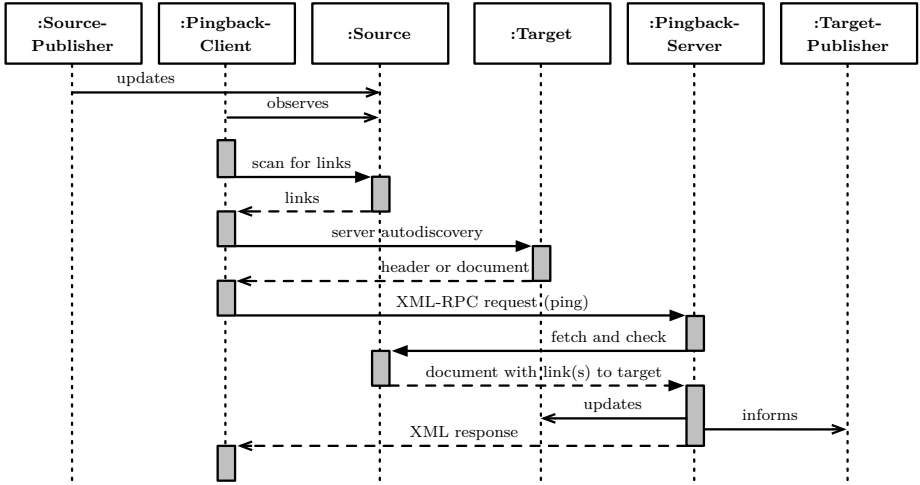 :Source-
Publisher
:Pingback-
Client
:Source
:Target
:Pingback-
Server
:Target-
Publisher
updates
observes
scan for links
links
server autodiscovery
header or document
XML-RPC request (ping)
fetch and check
document with link(s) to target
updates
informs
XML response